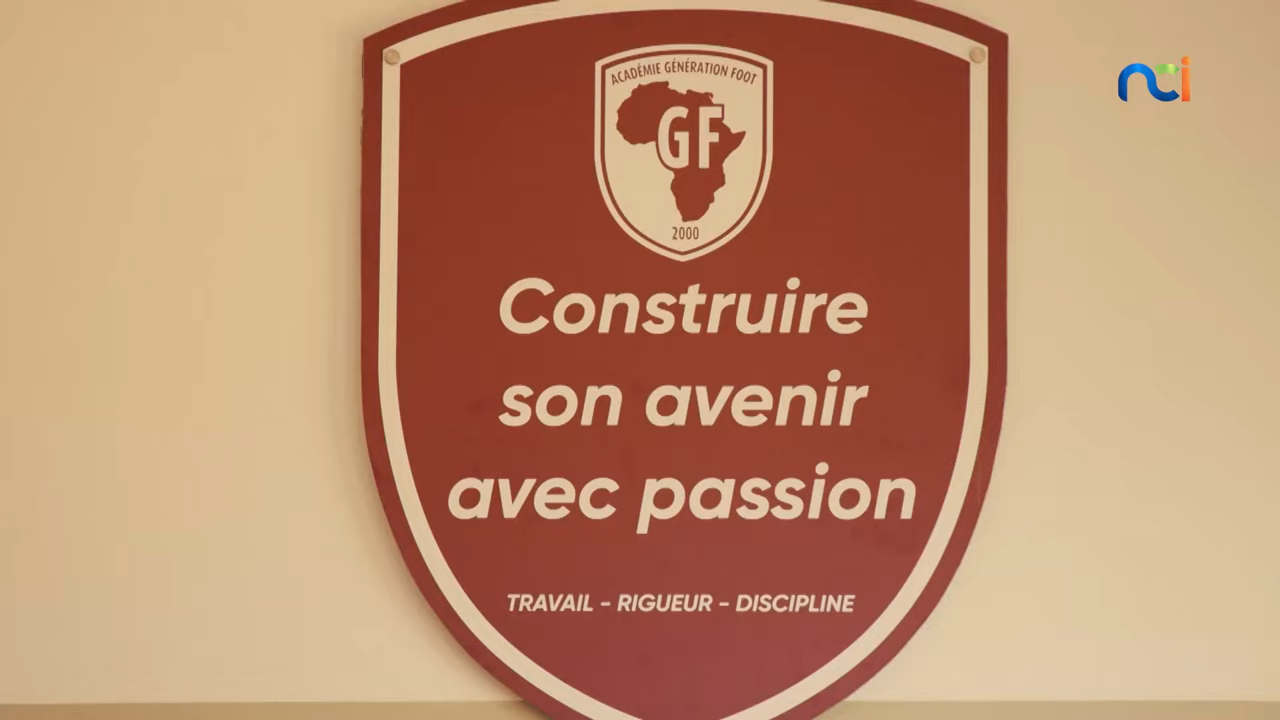 nci
ACADÉMIE GÉNÉRATION FOOT
GF
2000
Construire
son avenir
avec passion
TRAVAIL - RIGUEUR - DISCIPLINE